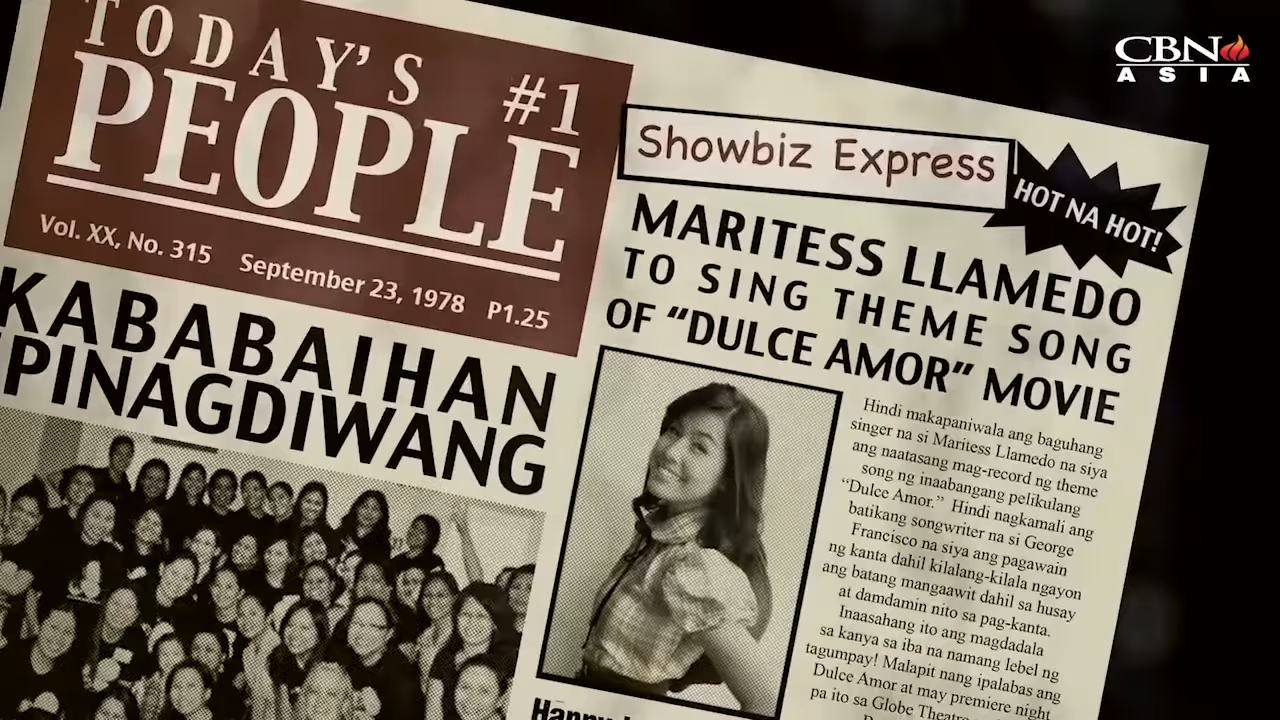 CBN
ASIA
TODAY'S
PEOPLE
#1
Vol. XX, No. 315 September 23, 1978 P1.25
KABABAIHAN
IPINAGDIWANG
Showbiz Express
HOT NA HOT!
MARITESS LLAMEDO
TO SING THEME SONG
OF "DULCE AMOR" MOVIE
Hindi makapaniwala ang baguhang
singer na si Maritess Llamedo na siya
ang naatasang mag-record ng theme
song ng inaabangang pelikulang
"Dulce Amor." Hindi nagkamali ang
batikang songwriter na si George
Francisco na siya ang pagawain
ng kanta dahil kilalang-kilala ngayon
ang batang mangaawit dahil sa husay
at damdamin nito sa pag-kanta.
Inaasahang ito ang magdadala
sa kanya sa iba na namang lebel ng
tagumpay! Malapit nang ipalabas ang
Dulce Amor at may premiere night
pa ito sa Globe Theatre